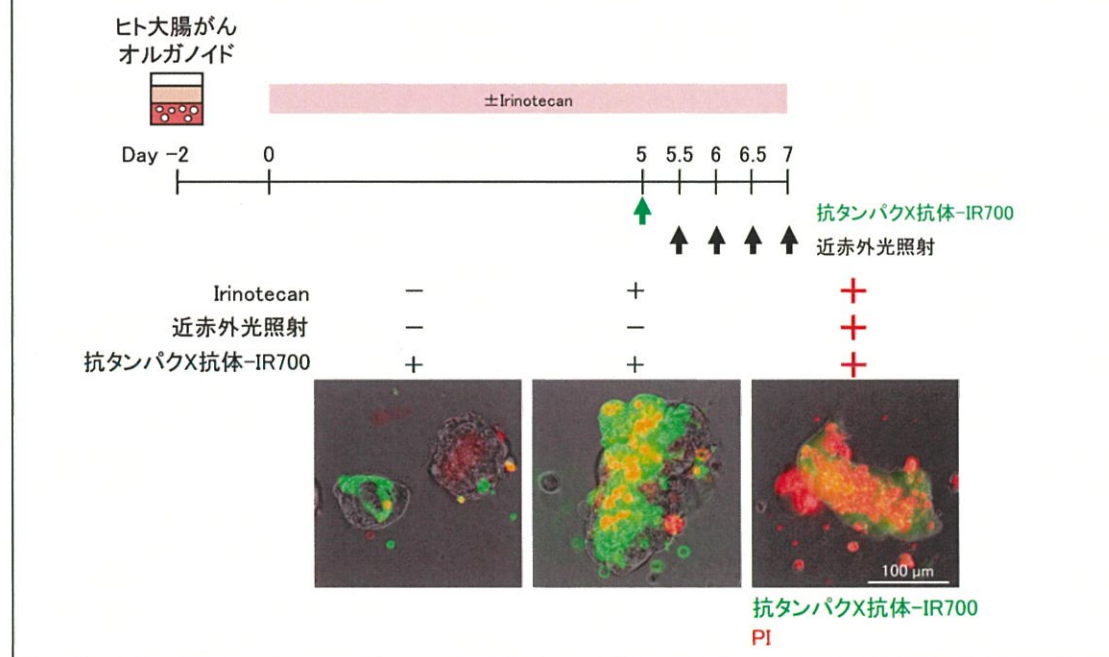 ヒト大腸がん
オルガノイド
±Irinotecan
Day -2 0 5 5.5 6 6.5 7
抗タンパクX抗体-IR700
近赤外光照射
Irinotecan － + +
近赤外光照射 － － +
抗タンパクX抗体-IR700 + + +
100 μm
抗タンパクX抗体-IR700
PI